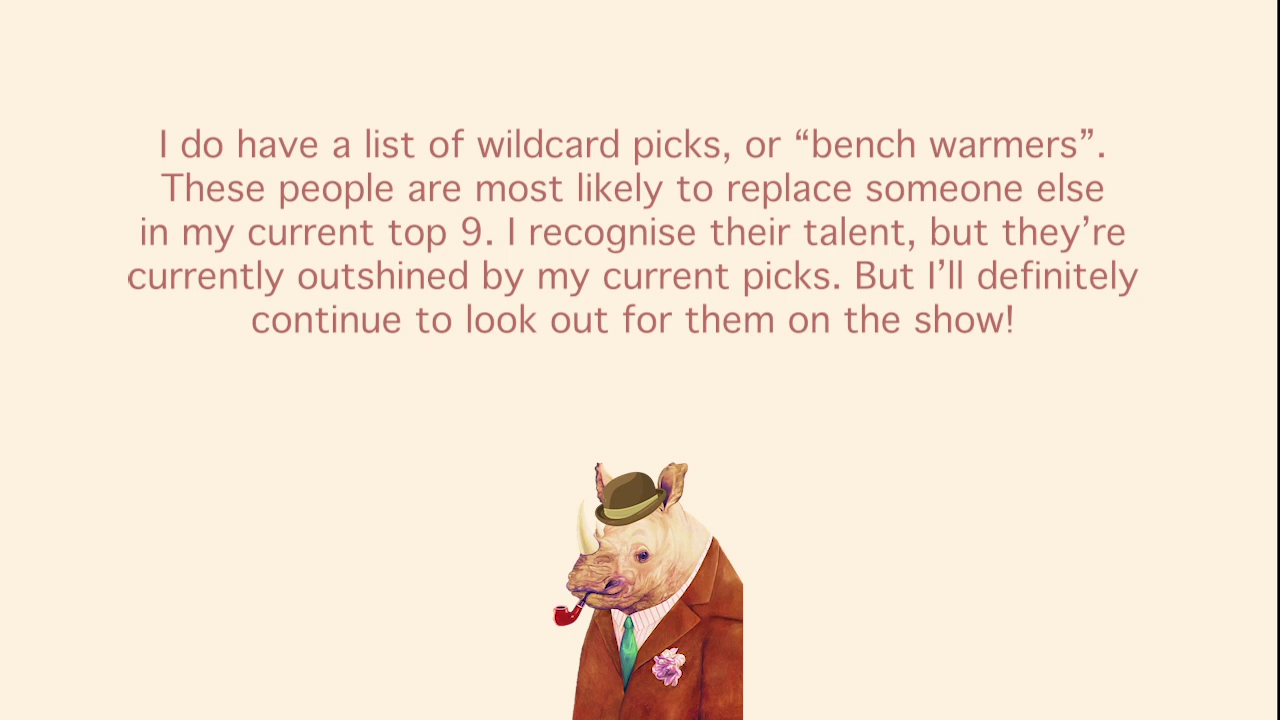 I do have a list of wildcard picks, or “bench warmers”.
These people are most likely to replace someone else
in my current top 9. I recognise their talent, but they’re
currently outshined by my current picks. But I’ll definitely
continue to look out for them on the show!